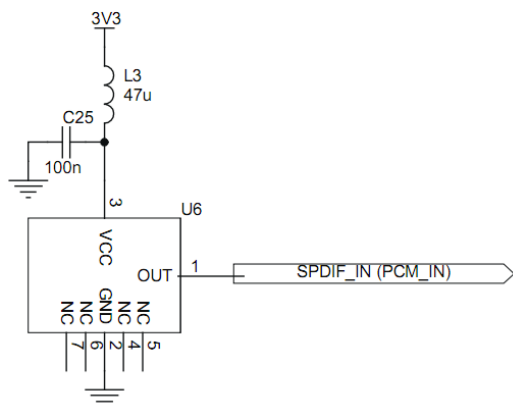 3V3
L3
47u
C25
100n
3
U6
VCC
OUT
1
SPDIF_IN (PCM_IN)
NC
NC
GND
NC
NC
7
6
2
4
5